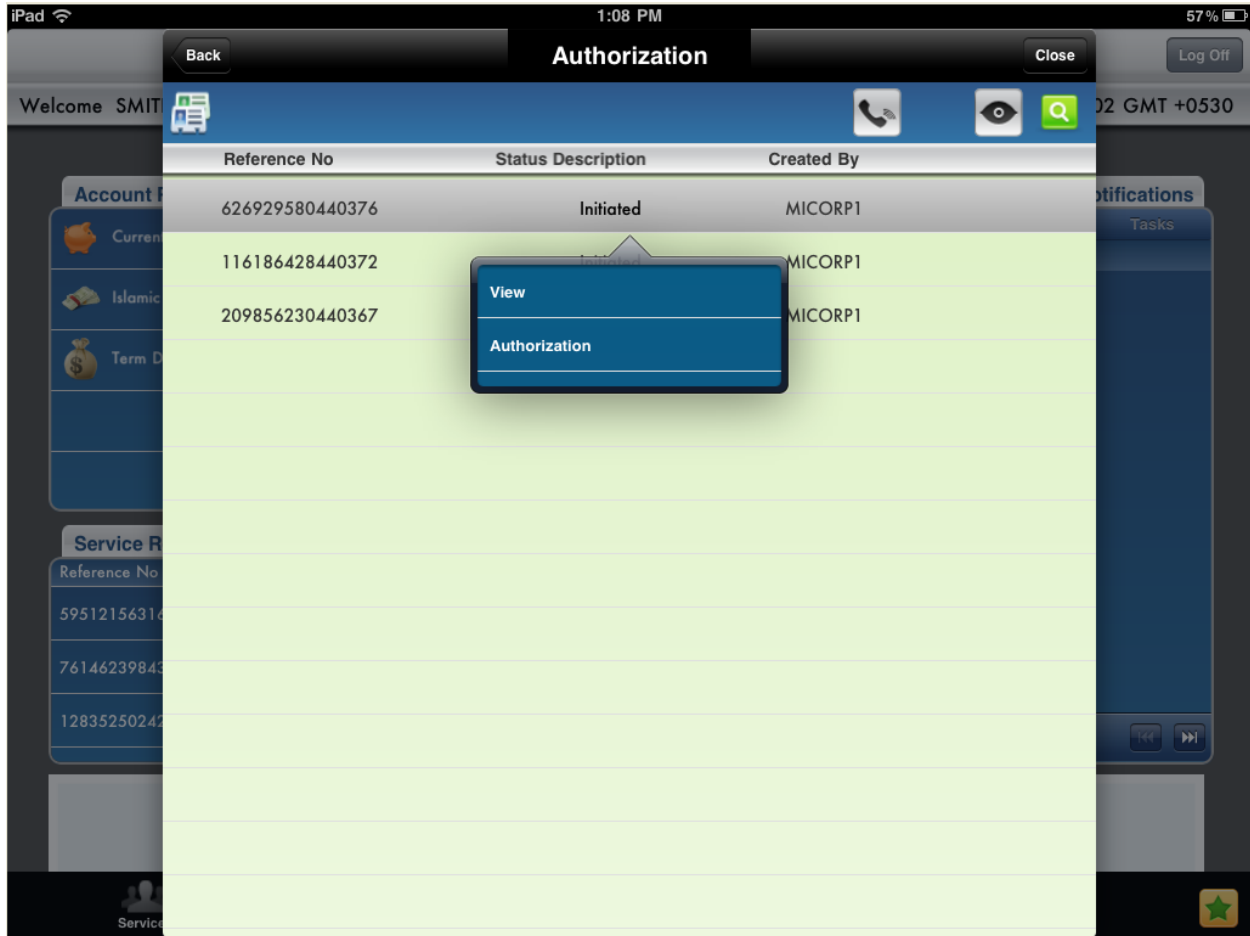 iPad 1:08 PM 57%
Back Authorization Close Log Off
Welcome SMIT 02 GMT +0530
Reference No Status Description Created By
Account
626929580440376 Initiated MICORP1
Tasks
Curren
116186428440372 Initiated MICORP1
View
Islamic
209856230440367 MICORP1
Authorization
Term D
Service R
Reference No
59512156316
7614623984
12835250242
Service